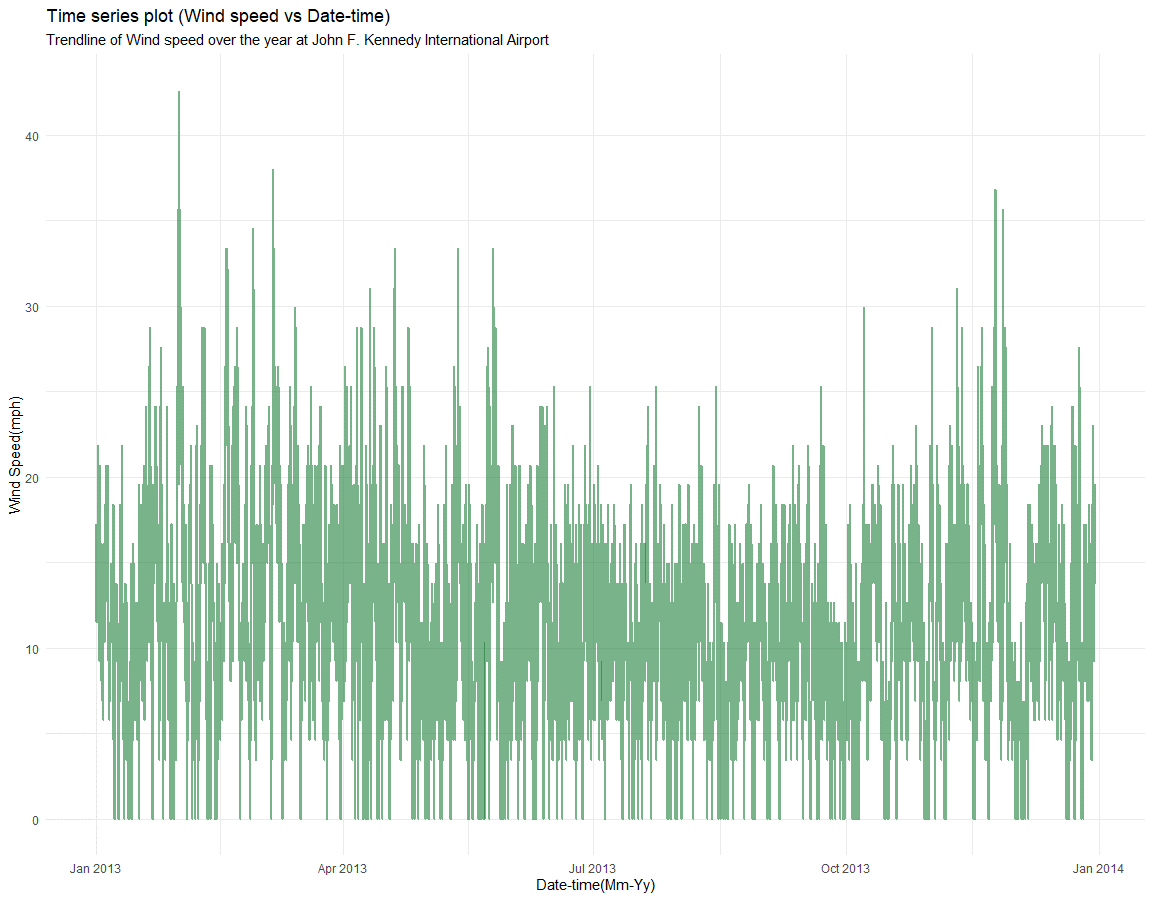 Time series plot (Wind speed vs Date-time)
Trendline of Wind speed over the year at John F. Kennedy International Airport
Wind Speed(mph)
40
30
20
10
0
Jan 2013 Apr 2013 Jul 2013 Oct 2013 Jan 2014
Date-time(Mm-Yy)